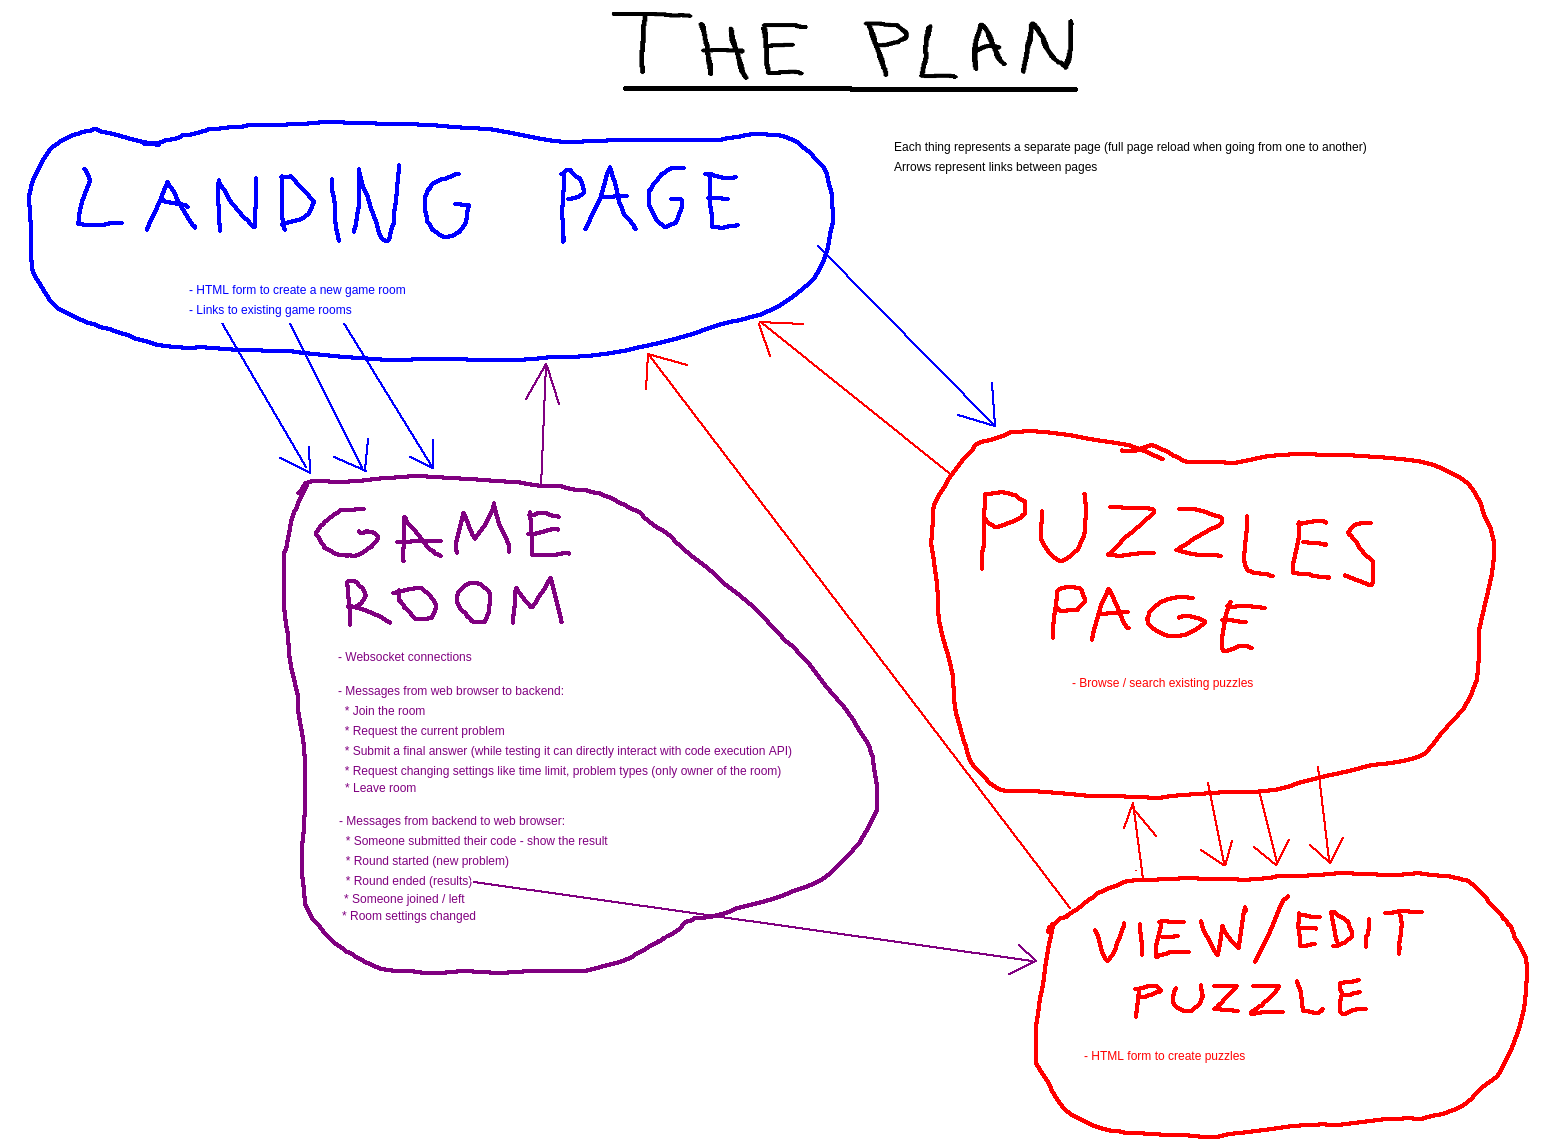 THE PLAN
Each thing represents a separate page (full page reload when going from one to another)
Arrows represent links between pages
LANDING PAGE
- HTML form to create a new game room
- Links to existing game rooms
GAME
ROOM
- Websocket connections
- Messages from web browser to backend:
* Join the room
* Request the current problem
* Submit a final answer (while testing it can directly interact with code execution API)
* Request changing settings like time limit, problem types (only owner of the room)
* Leave room
- Messages from backend to web browser:
* Someone submitted their code - show the result
* Round started (new problem)
* Round ended (results)
* Someone joined / left
* Room settings changed
PUZZLES
PAGE
- Browse / search existing puzzles
VIEW/EDIT
PUZZLE
- HTML form to create puzzles